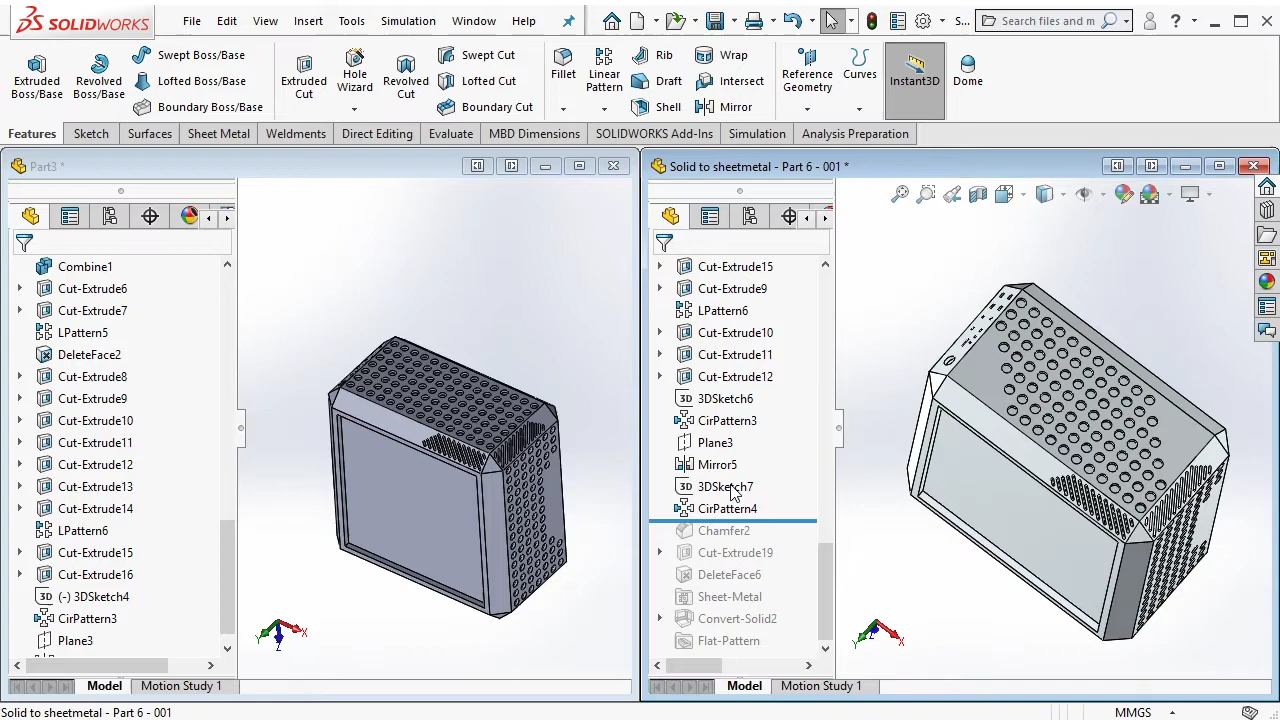 SOLIDWORKS File Edit View Insert Tools Simulation Window Help S... Search files and m ?
Extruded Boss/Base
Revolved Boss/Base
Swept Boss/Base
Lofted Boss/Base
Boundary Boss/Base
Extruded Cut
Hole Wizard
Revolved Cut
Swept Cut
Lofted Cut
Boundary Cut
Fillet
Linear Pattern
Rib
Draft
Shell
Wrap
Intersect
Mirror
Reference Geometry
Curves
Instant3D
Dome
Features Sketch Surfaces Sheet Metal Weldments Direct Editing Evaluate MBD Dimensions SOLIDWORKS Add-Ins Simulation Analysis Preparation
Part3 *
Combine1
Cut-Extrude6
Cut-Extrude7
LPattern5
DeleteFace2
Cut-Extrude8
Cut-Extrude9
Cut-Extrude10
Cut-Extrude11
Cut-Extrude12
Cut-Extrude13
Cut-Extrude14
LPattern6
Cut-Extrude15
Cut-Extrude16
3D (-) 3DSketch4
CirPattern3
Plane3
Y X Z
Model Motion Study 1
Solid to sheetmetal - Part 6 - 001 *
Cut-Extrude15
Cut-Extrude9
LPattern6
Cut-Extrude10
Cut-Extrude11
Cut-Extrude12
3D 3DSketch6
CirPattern3
Plane3
Mirror5
3D 3DSketch7
CirPattern4
Chamfer2
Cut-Extrude19
DeleteFace6
Sheet-Metal
Convert-Solid2
Flat-Pattern
Y Z X
Model Motion Study 1
Solid to sheetmetal - Part 6 - 001 MMGS